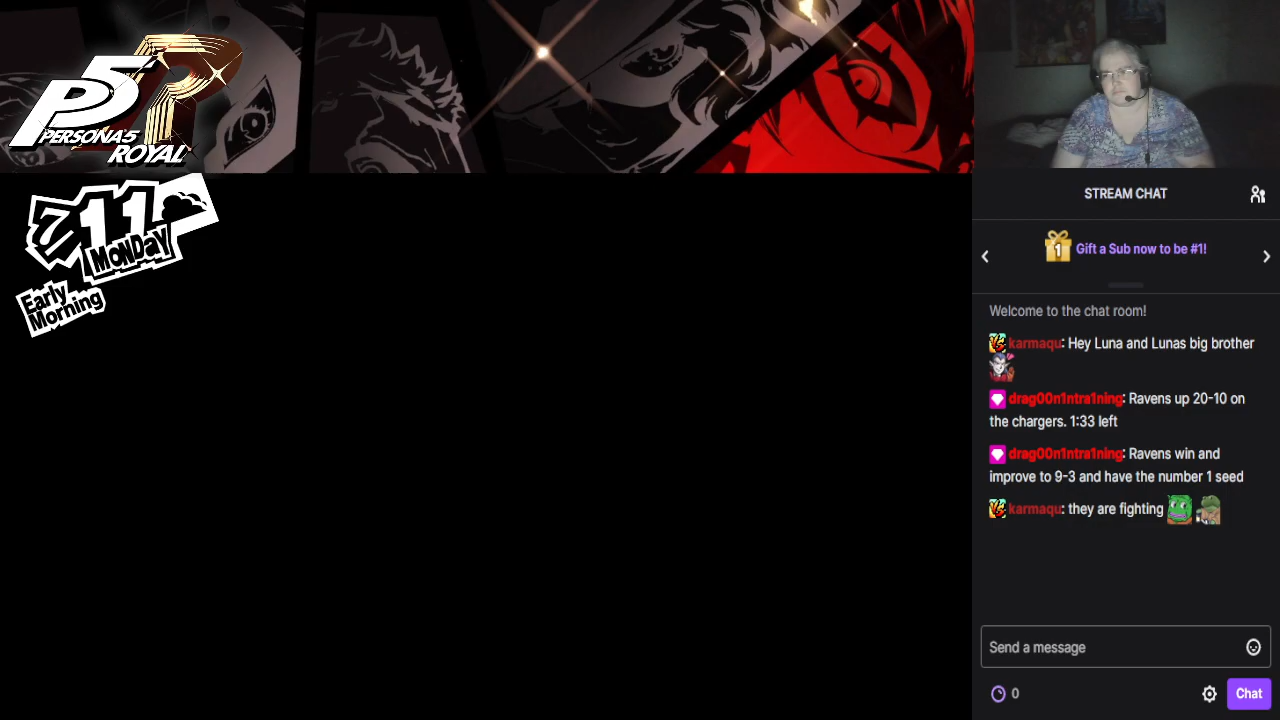 P5R
PERSONA5
ROYAL
7 11
MONDAY
Early
Morning
STREAM CHAT
1 Gift a Sub now to be #1!
Welcome to the chat room!
karmaqu: Hey Luna and Lunas big brother
drag00n1ntra1ning: Ravens up 20-10 on
the chargers. 1:33 left
drag00n1ntra1ning: Ravens win and
improve to 9-3 and have the number 1 seed
karmaqu: they are fighting
Send a message
0
Chat